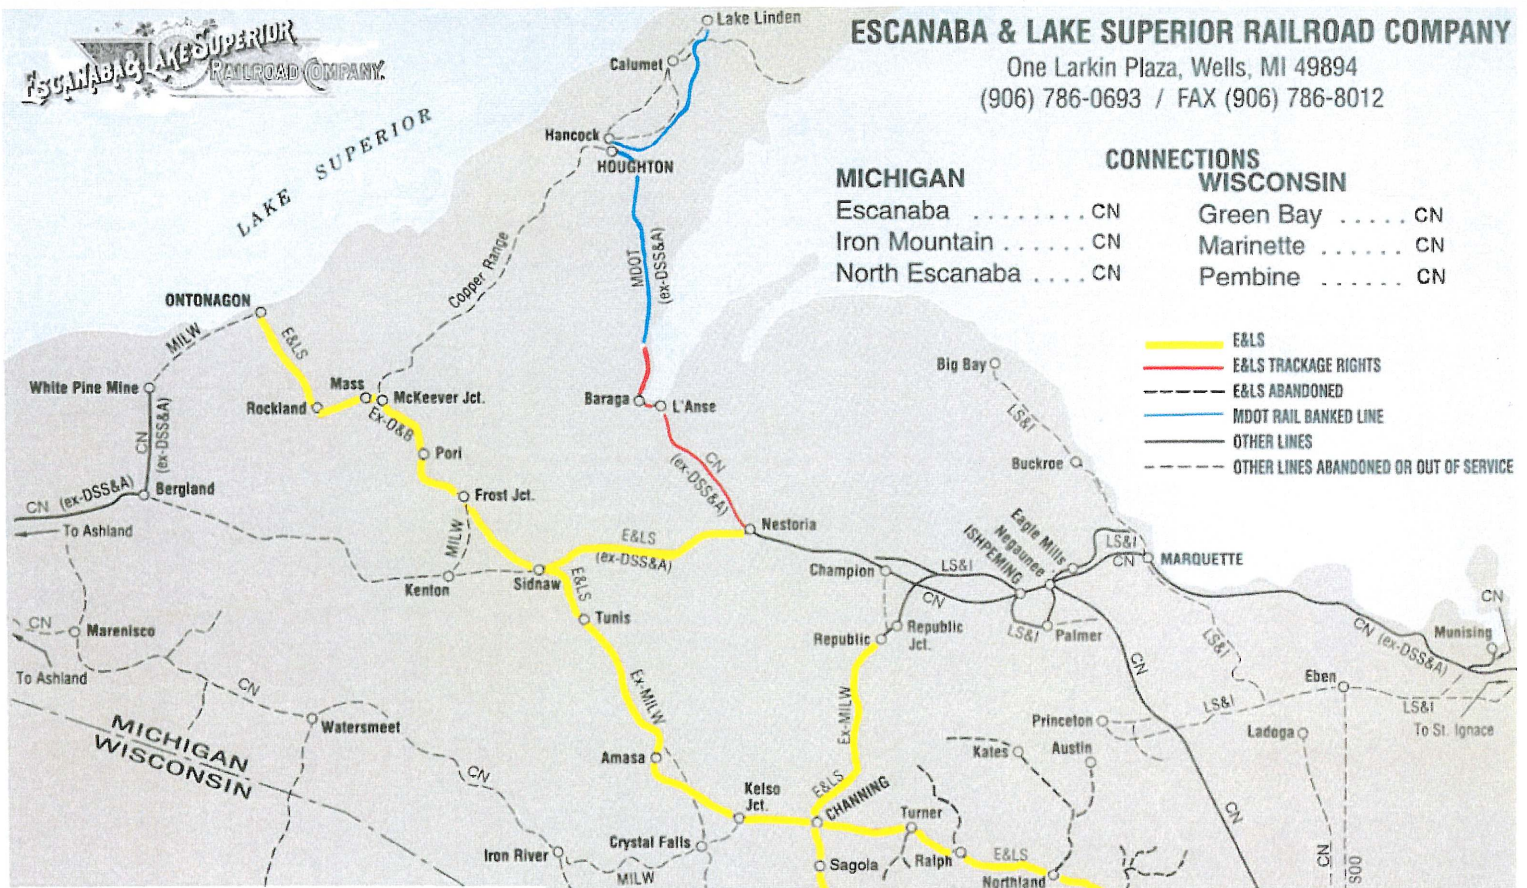 ESCANABA & LAKE SUPERIOR
RAILROAD COMPANY.
ESCANABA & LAKE SUPERIOR RAILROAD COMPANY
One Larkin Plaza, Wells, MI 49894
(906) 786-0693 / FAX (906) 786-8012
CONNECTIONS
MICHIGAN
Escanaba ........ CN
Iron Mountain ...... CN
North Escanaba .... CN
WISCONSIN
Green Bay ..... CN
Marinette ...... CN
Pembine ...... CN
E&LS
E&LS TRACKAGE RIGHTS
E&LS ABANDONED
MDOT RAIL BANKED LINE
OTHER LINES
OTHER LINES ABANDONED OR OUT OF SERVICE
LAKE SUPERIOR
Lake Linden
Calumet
Hancock
HOUGHTON
Copper Range
MDOT
(ex-DSS&A)
ONTONAGON
MILW
E&LS
White Pine Mine
Mass
McKeever Jct.
Rockland
Ex-O&B
Baraga
L'Anse
Big Bay
LS&I
CN
(ex-DSS&A)
Pori
CN
(ex-DSS&A)
Buckroe
CN (ex-DSS&A)
Bergland
Frost Jct.
To Ashland
MILW
E&LS
(ex-DSS&A)
Nestoria
Eagle Mills
Negaunee
ISHPEMING
LS&I
CN
MARQUETTE
Kenton
Sidnaw
E&LS
Champion
LS&I
CN
CN
Tunis
CN
Marenisco
Republic
Republic
Jct.
LS&I
Palmer
LS&I
CN (ex-DSS&A)
Munising
To Ashland
CN
Ex-MILW
CN
Eben
LS&I
LS&I
To St. Ignace
MICHIGAN
WISCONSIN
Watersmeet
Ex-MILW
Princeton
Ladoga
Kates
Austin
Amasa
CN
Kelso
Jct.
E&LS
CHANNING
Turner
CN
Iron River
Crystal Falls
MILW
Sagola
Ralph
E&LS
Northland
CN
SOO